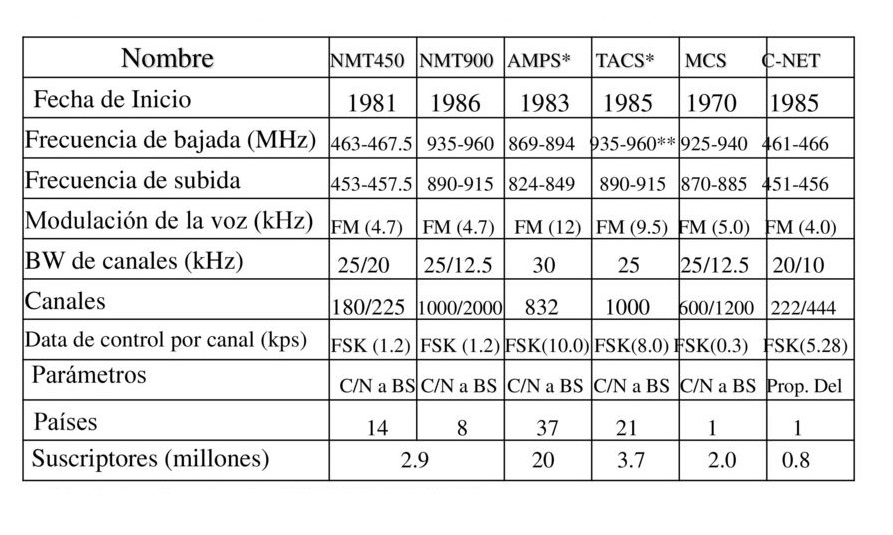 Nombre NMT450 NMT900 AMPS* TACS* MCS C-NET
Fecha de Inicio 1981 1986 1983 1985 1970 1985
Frecuencia de bajada (MHz) 463-467.5 935-960 869-894 935-960** 925-940 461-466
Frecuencia de subida 453-457.5 890-915 824-849 890-915 870-885 451-456
Modulación de la voz (kHz) FM (4.7) FM (4.7) FM (12) FM (9.5) FM (5.0) FM (4.0)
BW de canales (kHz) 25/20 25/12.5 30 25 25/12.5 20/10
Canales 180/225 1000/2000 832 1000 600/1200 222/444
Data de control por canal (kps) FSK (1.2) FSK (1.2) FSK(10.0) FSK(8.0) FSK(0.3) FSK(5.28)
Parámetros C/N a BS C/N a BS C/N a BS C/N a BS C/N a BS Prop. Del
Países 14 8 37 21 1 1
Suscriptores (millones) 2.9 20 3.7 2.0 0.8